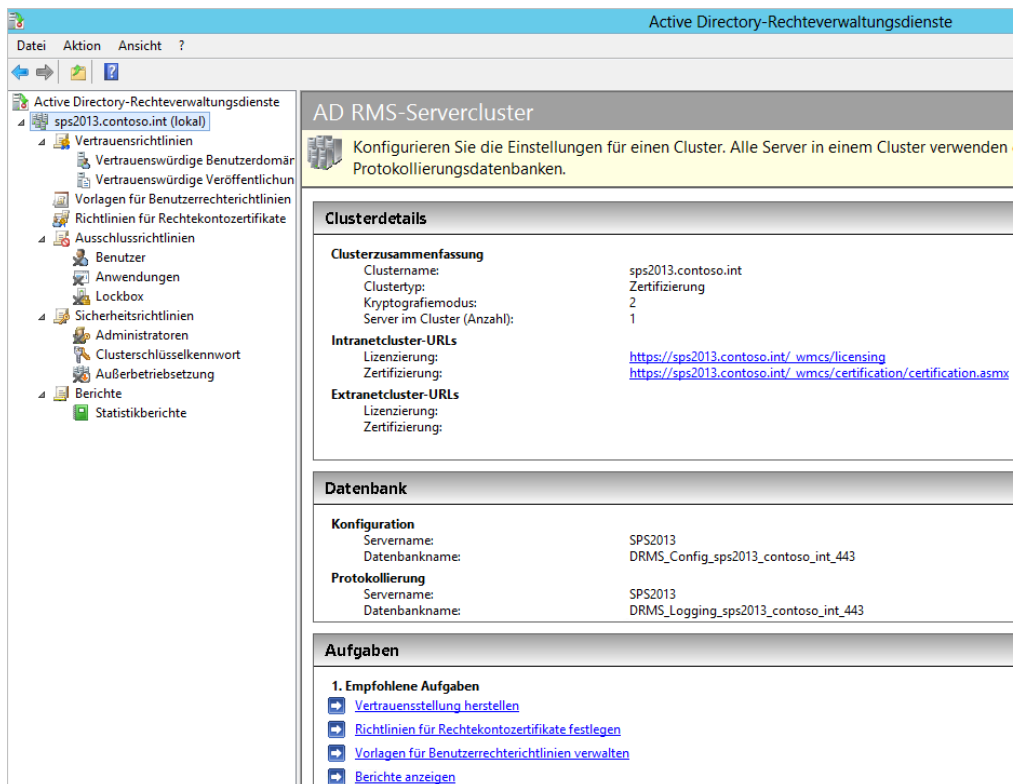 Active Directory-Rechteverwaltungsdienste
Datei Aktion Ansicht ?
Active Directory-Rechteverwaltungsdienste
sps2013.contoso.int (lokal)
Vertrauensrichtlinien
Vertrauenswürdige Benutzerdomär
Vertrauenswürdige Veröffentlichun
Vorlagen für Benutzerrechterichtlinien
Richtlinien für Rechtekontozertifikate
Ausschlussrichtlinien
Benutzer
Anwendungen
Lockbox
Sicherheitsrichtlinien
Administratoren
Clusterschlüsselkennwort
Außerbetriebsetzung
Berichte
Statistikberichte
AD RMS-Servercluster
Konfigurieren Sie die Einstellungen für einen Cluster. Alle Server in einem Cluster verwenden
Protokollierungsdatenbanken.
Clusterdetails
Clusterzusammenfassung
Clustername: sps2013.contoso.int
Clustertyp: Zertifizierung
Kryptografiemodus: 2
Server im Cluster (Anzahl): 1
Intranetcluster-URLs
Lizenzierung: https://sps2013.contoso.int/_wmcs/licensing
Zertifizierung: https://sps2013.contoso.int/_wmcs/certification/certification.asmx
Extranetcluster-URLs
Lizenzierung:
Zertifizierung:
Datenbank
Konfiguration
Servername: SPS2013
Datenbankname: DRMS_Config_sps2013_contoso_int_443
Protokollierung
Servername: SPS2013
Datenbankname: DRMS_Logging_sps2013_contoso_int_443
Aufgaben
1. Empfohlene Aufgaben
Vertrauensstellung herstellen
Richtlinien für Rechtekontozertifikate festlegen
Vorlagen für Benutzerrechterichtlinien verwalten
Berichte anzeigen